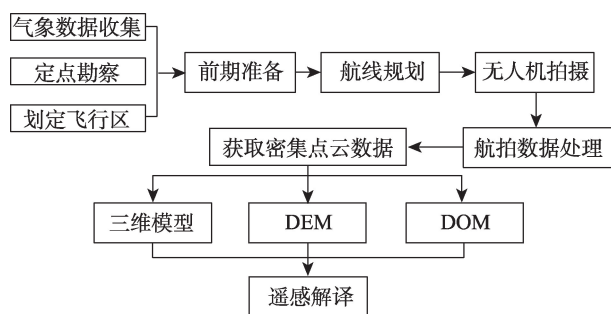 气象数据收集
定点勘察
划定飞行区
前期准备
航线规划
无人机拍摄
航拍数据处理
获取密集点云数据
三维模型
DEM
DOM
遥感解译